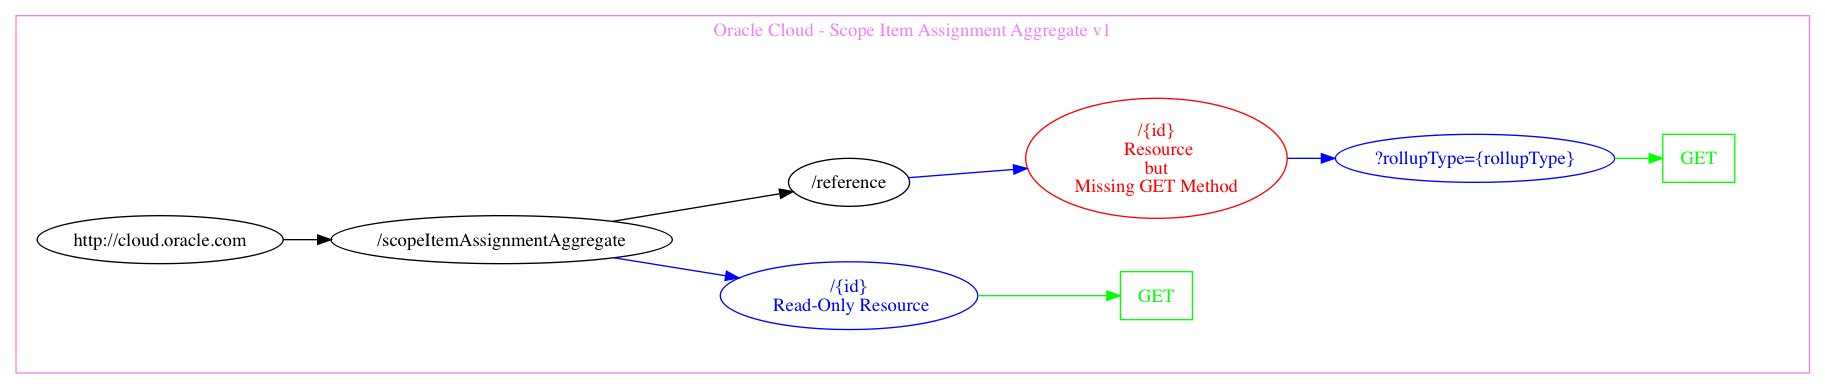 Oracle Cloud - Scope Item Assignment Aggregate v1
http://cloud.oracle.com
/scopeItemAssignmentAggregate
/reference
/{id}
Resource
but
Missing GET Method
?rollupType={rollupType}
GET
/{id}
Read-Only Resource
GET